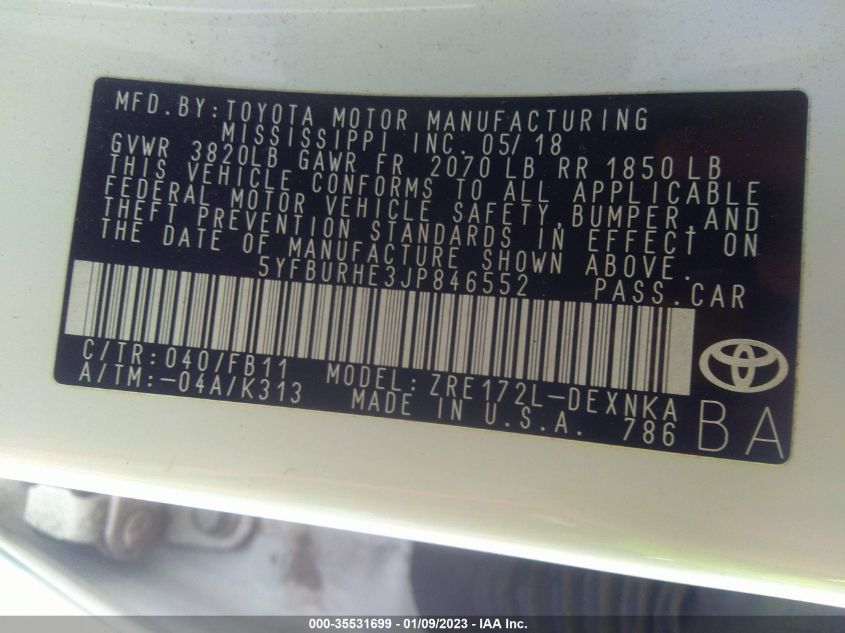 MFD.BY:TOYOTA MOTOR MANUFACTURING
MISSISSIPPI INC. 05/18
GVWR 3820LB GAWR FR 2070 LB RR 1850 LB
THIS VEHICLE CONFORMS TO ALL APPLICABLE
FEDERAL MOTOR VEHICLE SAFETY,BUMPER,AND
THEFT PREVENTION STANDARDS IN EFFECT ON
THE DATE OF MANUFACTURE SHOWN ABOVE.
5YFBURHE3JP846552 PASS.CAR
C/TR:040/FB11 MODEL:ZRE172L-DEXNKA
A/TM:-04A/K313 MADE IN U.S.A. 786 BA
000-35531699 - 01/09/2023 - IAA Inc.